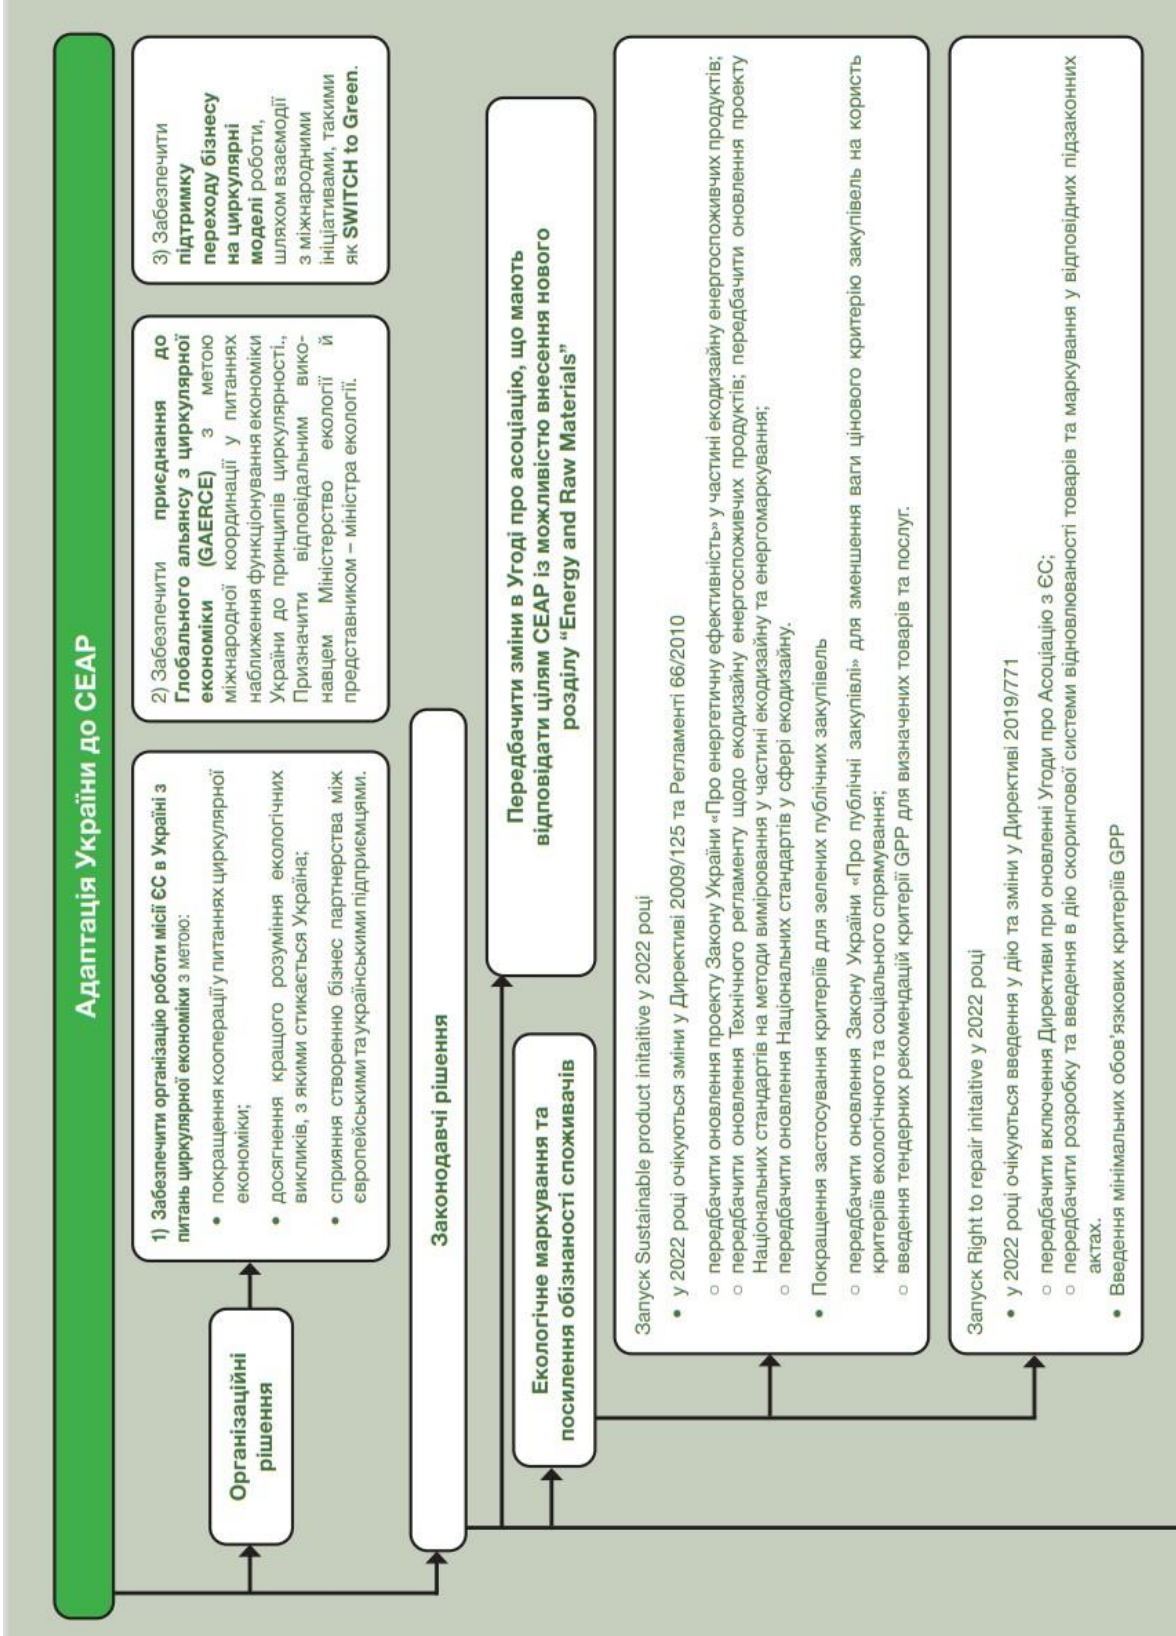 Адаптація України до CEAP
Організаційні
рішення
1) Забезпечити організацію роботи місії ЄС в Україні з
питань циркулярної економіки з метою:
• покращення кооперації у питаннях циркулярної
економіки;
• досягнення кращого розуміння екологічних
викликів, з якими стикається Україна;
• сприяння створенню бізнес партнерства між
європейськими та українськими підприємцями.
2) Забезпечити приєднання до
Глобального альянсу з циркулярної
економіки (GAERCE) з метою
міжнародної координації у питаннях
наближення функціонування економіки
України до принципів циркулярності.,
Призначити відповідальним вико-
навцем Міністерство екології й
представником – міністра екології.
3) Забезпечити
підтримку
переходу бізнесу
на циркулярні
моделі роботи,
шляхом взаємодії
з міжнародними
ініціативами, такими
як SWITCH to Green.
Законодавчі рішення
Передбачити зміни в Угоді про асоціацію, що мають
відповідати цілям CEAP із можливістю внесення нового
розділу “Energy and Raw Materials”
Екологічне маркування та
посилення обізнаності споживачів
Запуск Sustainable product initaitive у 2022 році
• у 2022 році очікуються зміни у Директиві 2009/125 та Регламенті 66/2010
○ передбачити оновлення проекту Закону України «Про енергетичну ефективність» у частині екодизайну енергоспоживчих продуктів;
○ передбачити оновлення Технічного регламенту щодо екодизайну енергоспоживчих продуктів; передбачити оновлення проекту
Національних стандартів на методи вимірювання у частині екодизайну та енергомаркування;
○ передбачити оновлення Національних стандартів у сфері екодизайну.
• Покращення застосування критеріїв для зелених публічних закупівель
○ передбачити оновлення Закону України «Про публічні закупівлі» для зменшення ваги цінового критерію закупівель на користь
критеріїв екологічного та соціального спрямування;
○ введення тендерних рекомендацій критерії GPP для визначених товарів та послуг.
Запуск Right to repair initaitive у 2022 році
• у 2022 році очікуються введення у дію та зміни у Директиві 2019/771
○ передбачити включення Директиви при оновленні Угоди про Асоціацію з ЄС;
○ передбачити розробку та введення в дію скорингової системи відновлюваності товарів та маркування у відповідних підзаконних
актах.
• Введення мінімальних обов’язкових критеріїв GPP